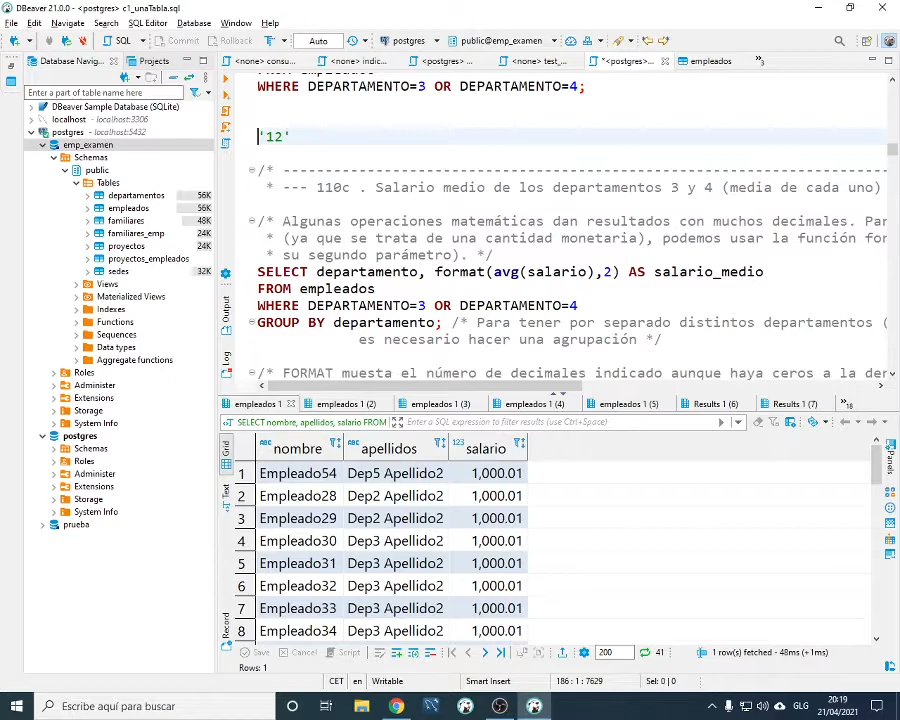 DBeaver 21.0.0 - <postgres> c1_unaTabla.sql
File Edit Navigate Search SQL Editor Database Window Help
SQL Commit Rollback T Auto postgres public@emp_examen
Database Navig... Projects
<none> consu... <none> indic... <postgres> ... <none> test_... *<postgres>... empleados »3
Enter a part of table name here
DBeaver Sample Database (SQLite)
localhost - localhost:3306
postgres - localhost:5432
emp_examen
Schemas
public
Tables
departamentos 56K
empleados 56K
familiares 48K
familiares_emp 24K
proyectos 24K
proyectos_empleados
sedes 32K
Views
Materialized Views
Indexes
Functions
Sequences
Data types
Aggregate functions
Roles
Administer
Extensions
Storage
System Info
postgres
Schemas
Roles
Administer
Extensions
Storage
System Info
prueba
Output
Log
WHERE DEPARTAMENTO=3 OR DEPARTAMENTO=4;
'12'
/* ---------------------------------------------------------------------------
* --- 110c . Salario medio de los departamentos 3 y 4 (media de cada uno)
/* Algunas operaciones matemáticas dan resultados con muchos decimales. Par
* (ya que se trata de una cantidad monetaria), podemos usar la función for
* su segundo parámetro). */
SELECT departamento, format(avg(salario),2) AS salario_medio
FROM empleados
WHERE DEPARTAMENTO=3 OR DEPARTAMENTO=4
GROUP BY departamento; /* Para tener por separado distintos departamentos (
es necesario hacer una agrupación */
/* FORMAT muesta el número de decimales indicado aunque haya ceros a la der
empleados 1 empleados 1 (2) empleados 1 (3) empleados 1 (4) empleados 1 (5) Results 1 (6) Results 1 (7) »18
SELECT nombre, apellidos, salario FROM Enter a SQL expression to filter results (use Ctrl+Space)
Grid
Text
Record
Panels
ABC nombre ABC apellidos 123 salario
1 Empleado54 Dep5 Apellido2 1,000.01
2 Empleado28 Dep2 Apellido2 1,000.01
3 Empleado29 Dep2 Apellido2 1,000.01
4 Empleado30 Dep3 Apellido2 1,000.01
5 Empleado31 Dep3 Apellido2 1,000.01
6 Empleado32 Dep3 Apellido2 1,000.01
7 Empleado33 Dep3 Apellido2 1,000.01
8 Empleado34 Dep3 Apellido2 1,000.01
Save Cancel Script 200 41 1 row(s) fetched - 48ms (+1ms)
Rows: 1
CET en Writable Smart Insert 186 : 1 : 7629 Sel: 0 | 0
Escribe aquí para buscar
GLG
20:19
21/04/2021